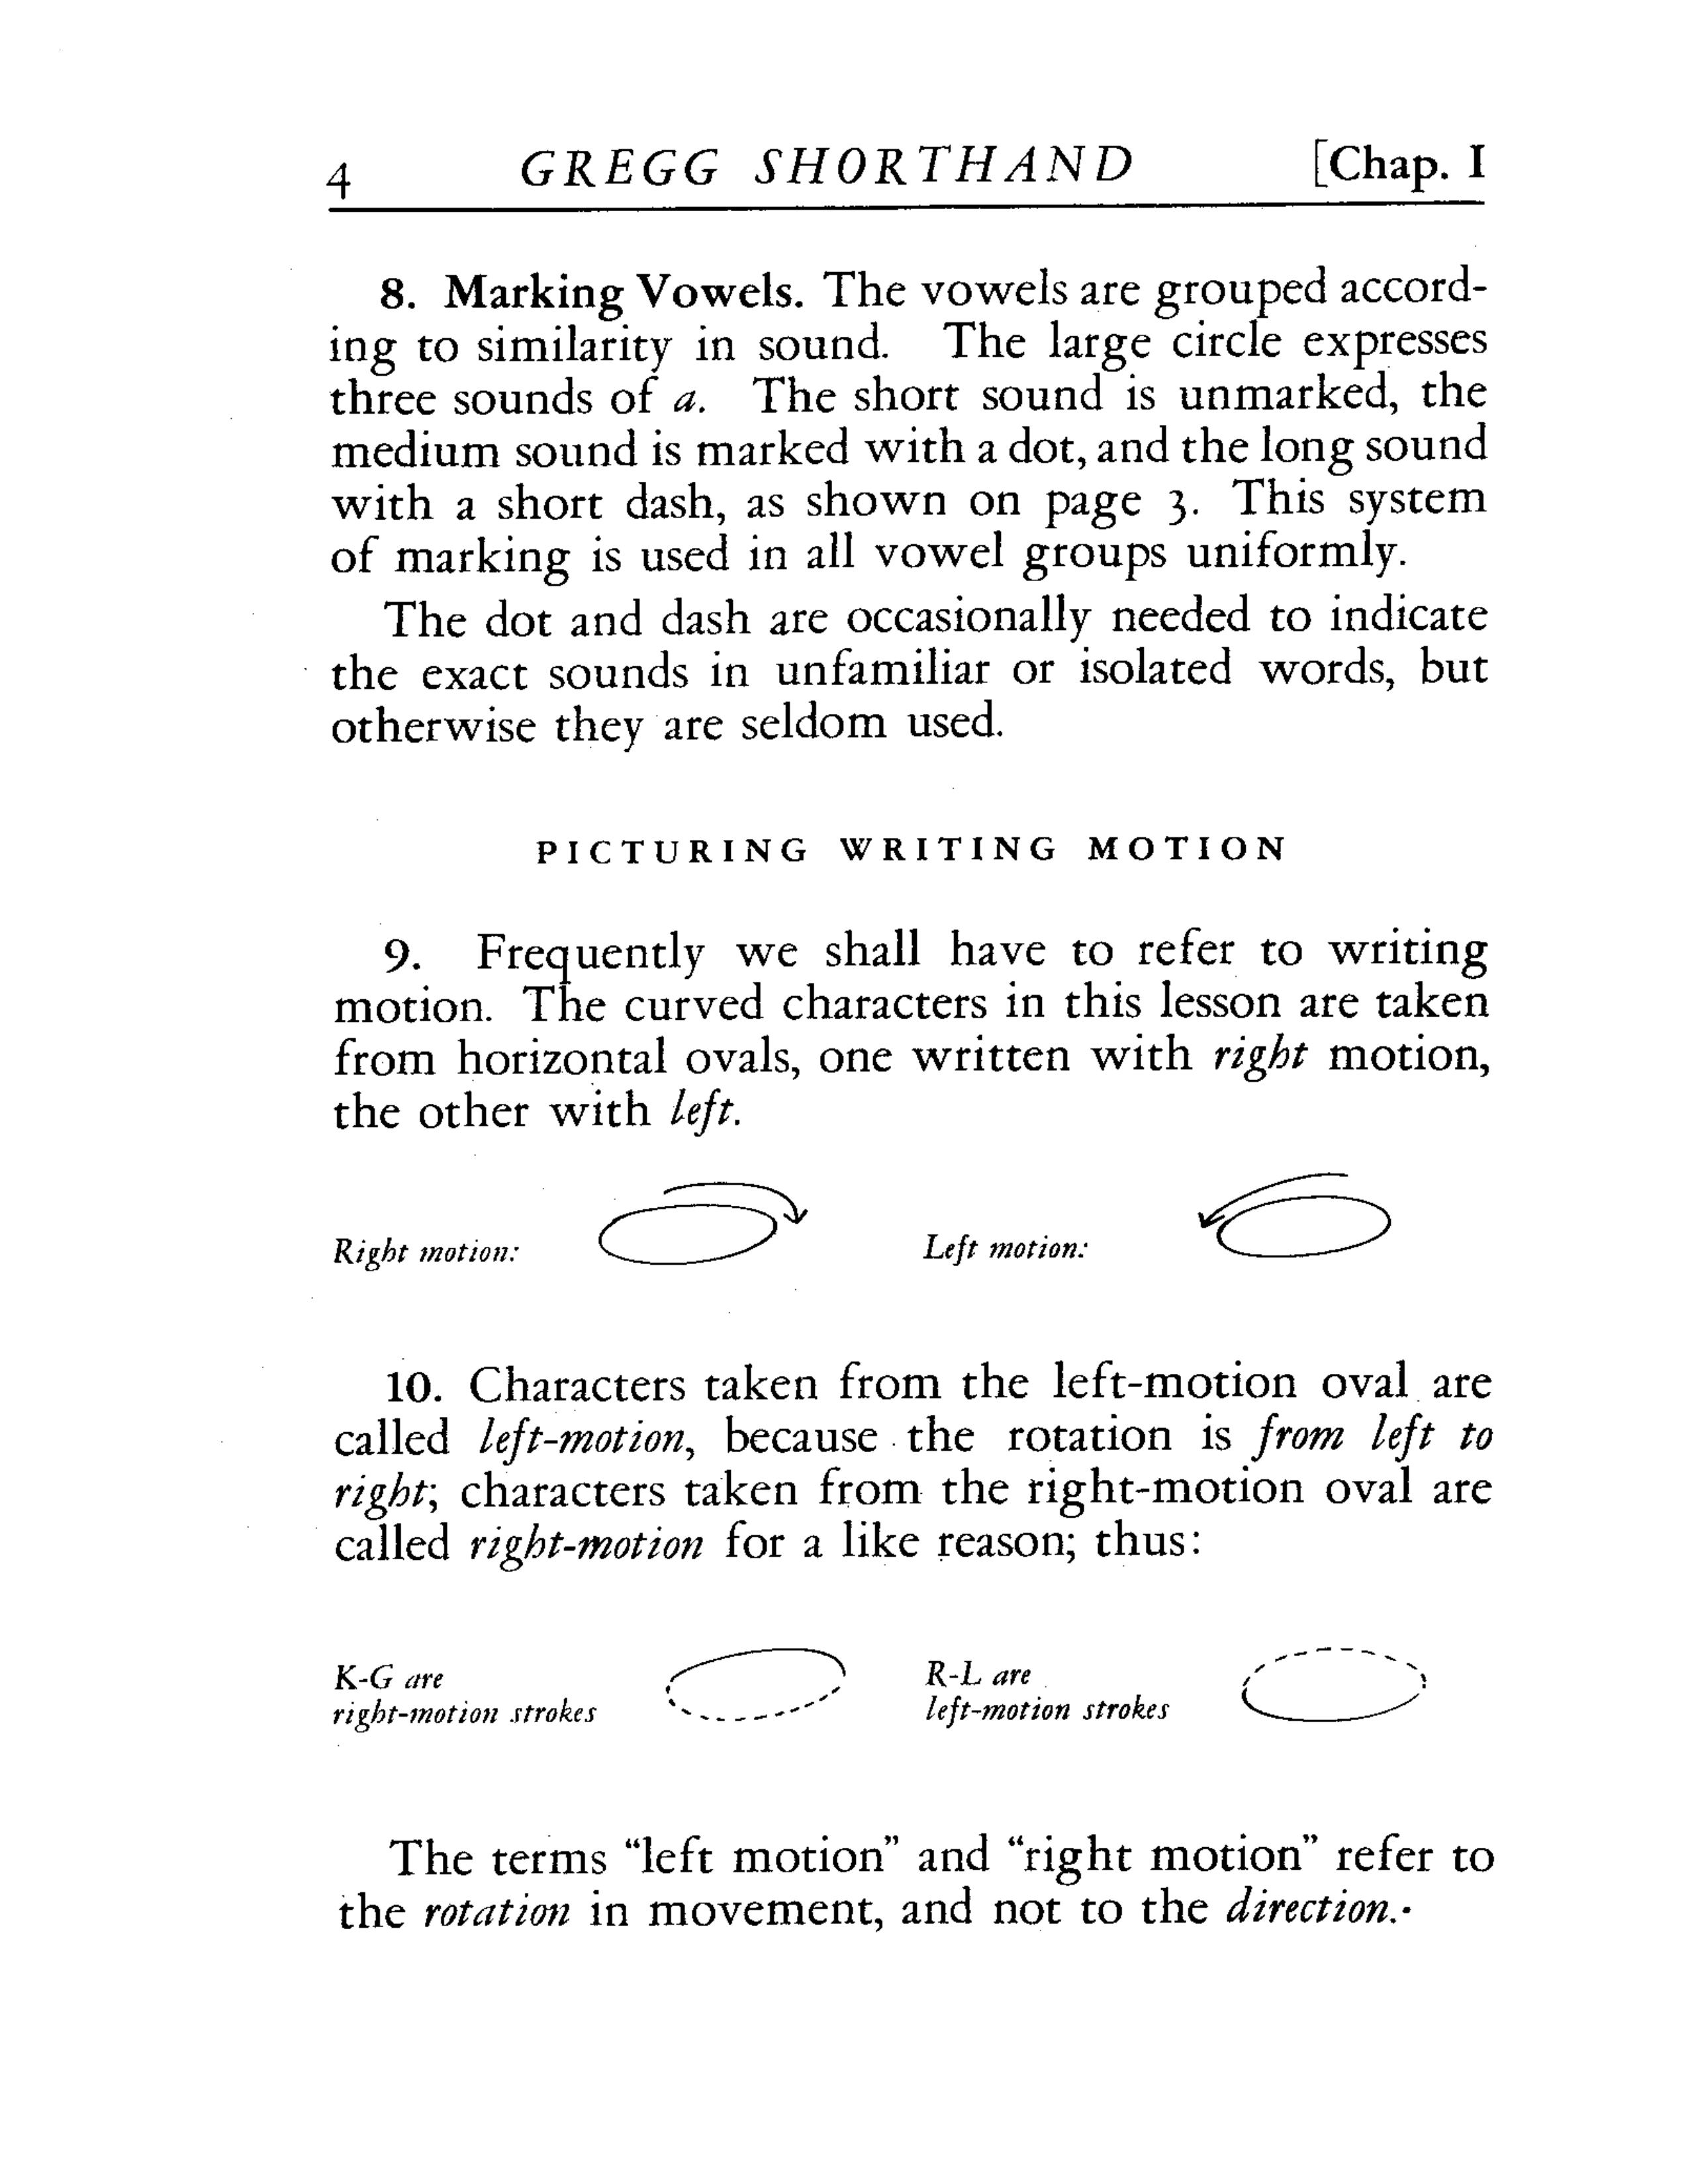 4 GREGG SHORTHAND [Chap. I
8. Marking Vowels. The vowels are grouped accord-
ing to similarity in sound. The large circle expresses
three sounds of a. The short sound is unmarked, the
medium sound is marked with a dot, and the long sound
with a short dash, as shown on page 3. This system
of marking is used in all vowel groups uniformly.
The dot and dash are occasionally needed to indicate
the exact sounds in unfamiliar or isolated words, but
otherwise they are seldom used.
PICTURING WRITING MOTION
9. Frequently we shall have to refer to writing
motion. The curved characters in this lesson are taken
from horizontal ovals, one written with right motion,
the other with left.
Right motion: Left motion:
10. Characters taken from the left-motion oval are
called left-motion, because the rotation is from left to
right; characters taken from the right-motion oval are
called right-motion for a like reason; thus:
K-G are
right-motion strokes
R-L are
left-motion strokes
The terms “left motion” and “right motion” refer to
the rotation in movement, and not to the direction.